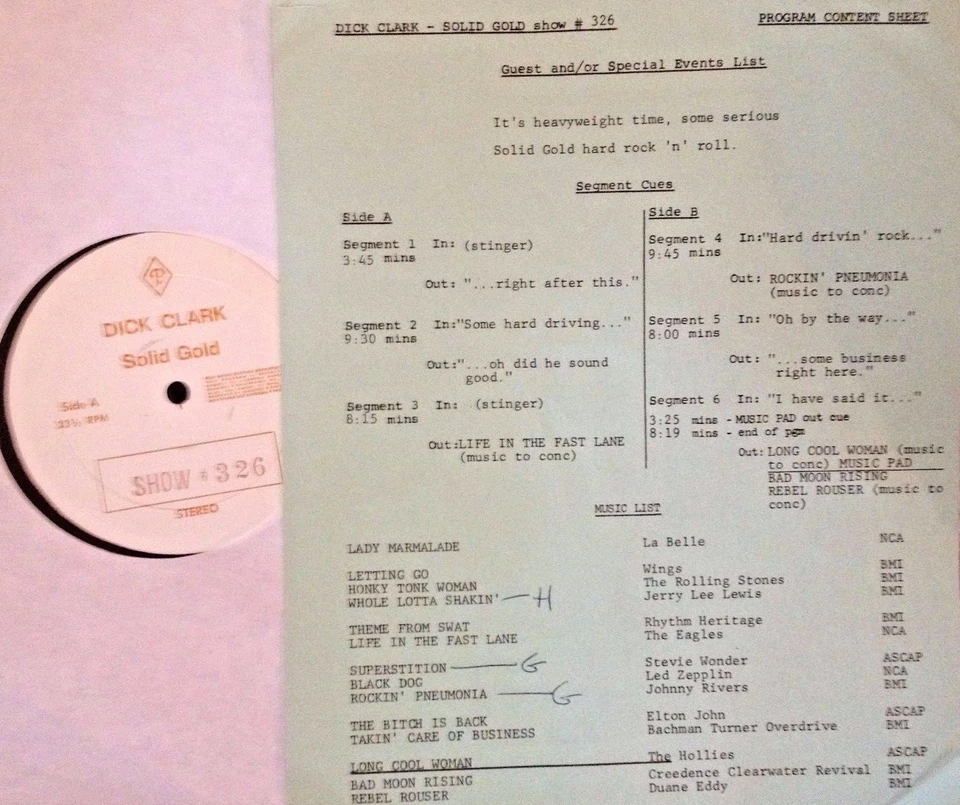 DICK CLARK - SOLID GOLD show # 326
PROGRAM CONTENT SHEET
Guest and/or Special Events List
It's heavyweight time, some serious
Solid Gold hard rock 'n' roll.
Segment Cues
Side A
Segment 1 In: (stinger)
3:45 mins
Out: "...right after this."
Segment 2 In:"Some hard driving..."
9:30 mins
Out:"...oh did he sound
good."
Segment 3 In: (stinger)
8:15 mins
Out:LIFE IN THE FAST LANE
(music to conc)
Side B
Segment 4 In:"Hard drivin' rock..."
9:45 mins
Out: ROCKIN' PNEUMONIA
(music to conc)
Segment 5 In: "Oh by the way..."
8:00 mins
Out: "...some business
right here."
Segment 6 In: "I have said it..."
3:25 mins - MUSIC PAD out cue
8:19 mins - end of pgm
Out: LONG COOL WOMAN (music
to conc) MUSIC PAD
BAD MOON RISING
REBEL ROUSER (music to
conc)
MUSIC LIST
LADY MARMALADE La Belle NCA
LETTING GO Wings BMI
HONKY TONK WOMAN The Rolling Stones BMI
WHOLE LOTTA SHAKIN' H Jerry Lee Lewis BMI
THEME FROM SWAT Rhythm Heritage BMI
LIFE IN THE FAST LANE The Eagles NCA
SUPERSTITION G Stevie Wonder ASCAP
BLACK DOG Led Zepplin NCA
ROCKIN' PNEUMONIA G Johnny Rivers BMI
THE BITCH IS BACK Elton John ASCAP
TAKIN' CARE OF BUSINESS Bachman Turner Overdrive BMI
LONG COOL WOMAN The Hollies ASCAP
BAD MOON RISING Creedence Clearwater Revival BMI
REBEL ROUSER Duane Eddy BMI
DICK CLARK
Solid Gold
Side A
33⅓ RPM
SHOW # 326
STEREO